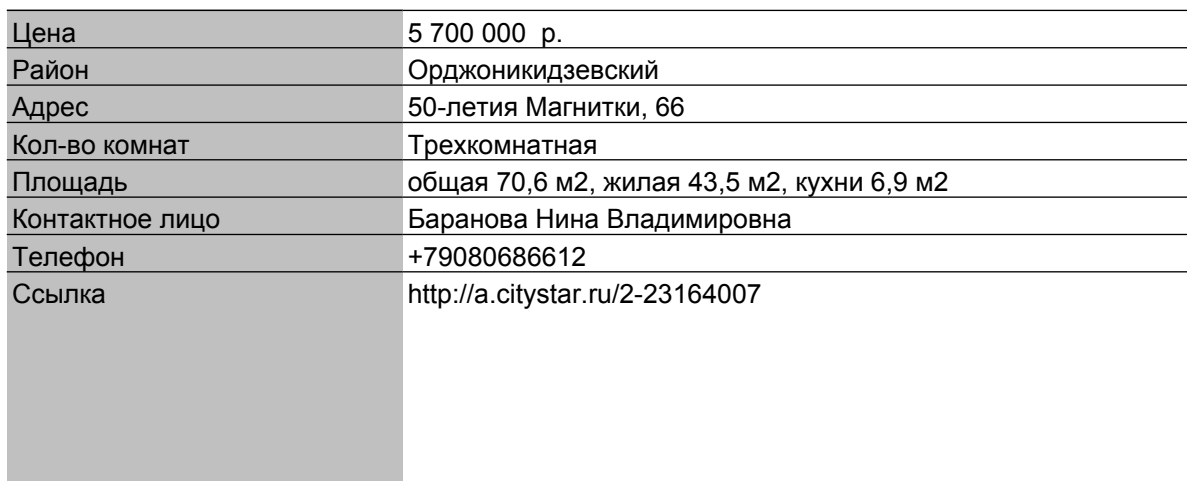 Цена 5 700 000 р.
Район Орджоникидзевский
Адрес 50-летия Магнитки, 66
Кол-во комнат Трехкомнатная
Площадь общая 70,6 м2, жилая 43,5 м2, кухни 6,9 м2
Контактное лицо Баранова Нина Владимировна
Телефон +79080686612
Ссылка http://a.citystar.ru/2-23164007